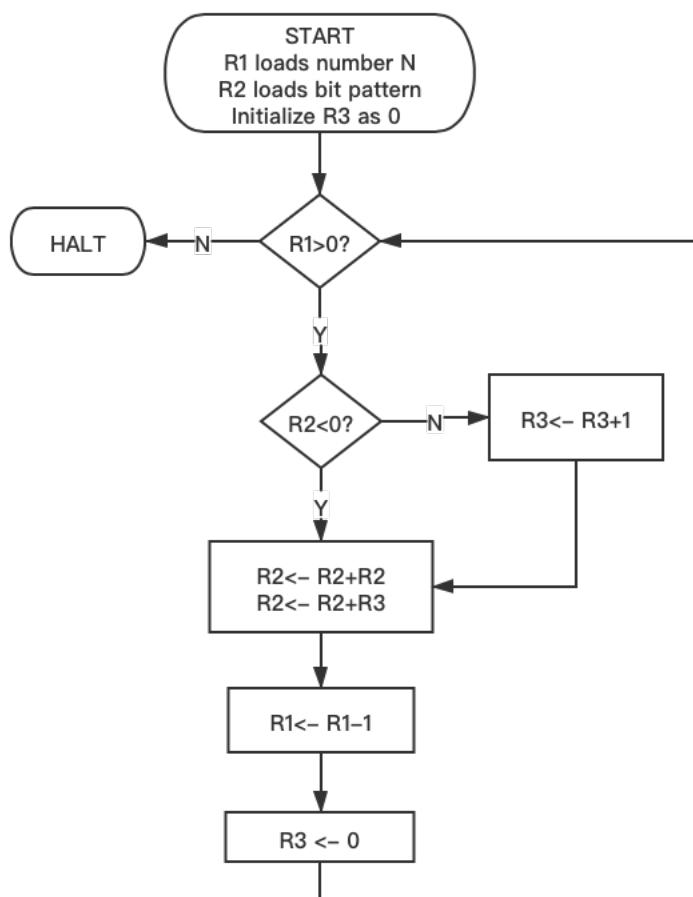 START
R1 loads number N
R2 loads bit pattern
Initialize R3 as 0
HALT
N
R1>0?
Y
R2<0?
N
R3<- R3+1
Y
R2<- R2+R2
R2<- R2+R3
R1<- R1-1
R3 <- 0